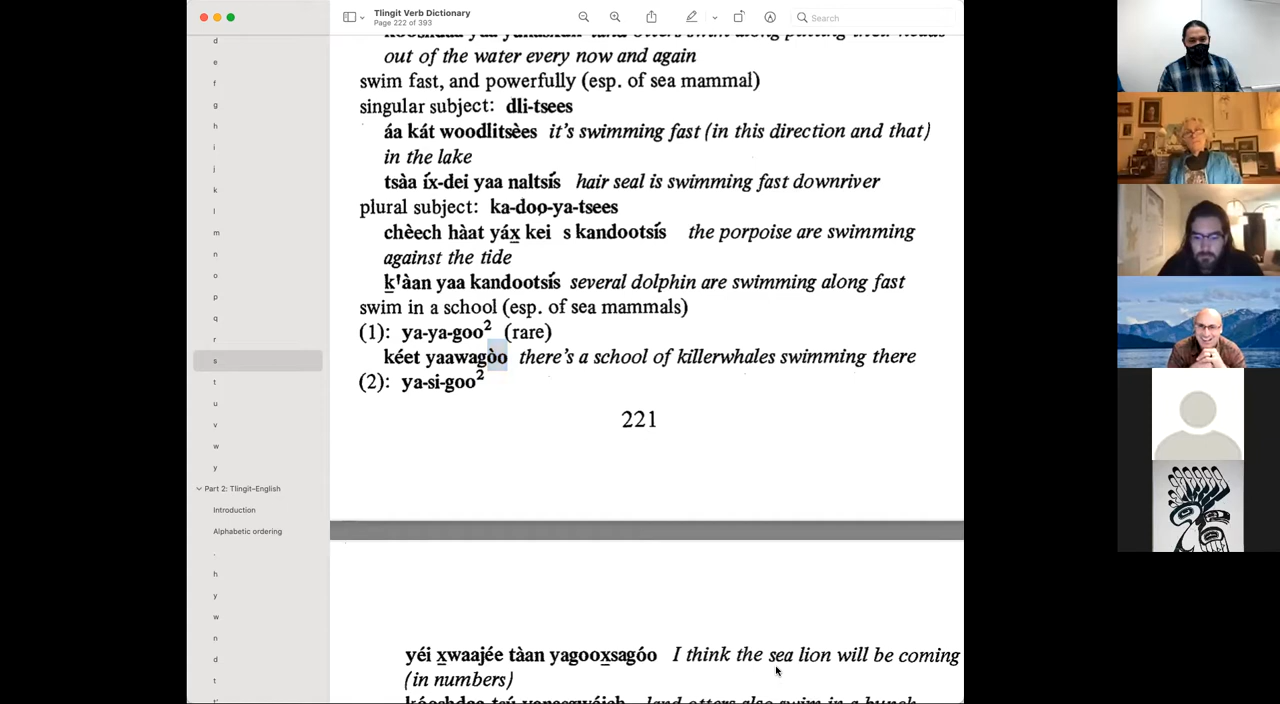 Tlingit Verb Dictionary
Page 222 of 393
Search
d
e
f
g
h
i
j
k
l
m
n
o
p
q
r
s
t
u
v
w
y
Part 2: Tlingit–English
Introduction
Alphabetic ordering
.
h
y
w
n
d
t
t'
out of the water every now and again
swim fast, and powerfully (esp. of sea mammal)
singular subject: dli-tsees
áa kát woodlitsèes it's swimming fast (in this direction and that)
in the lake
tsàa íx-dei yaa naltsís hair seal is swimming fast downriver
plural subject: ka-doo-ya-tsees
chèech hàat yáx̲ kei s kandootsís the porpoise are swimming
against the tide
k̲'àan yaa kandootsís several dolphin are swimming along fast
swim in a school (esp. of sea mammals)
(1): ya-ya-goo² (rare)
kéet yaawagòo there's a school of killerwhales swimming there
(2): ya-si-goo²
221
yéi x̲waajée tàan yagoox̲sagóo I think the sea lion will be coming
(in numbers)
land otters also swim in a bunch